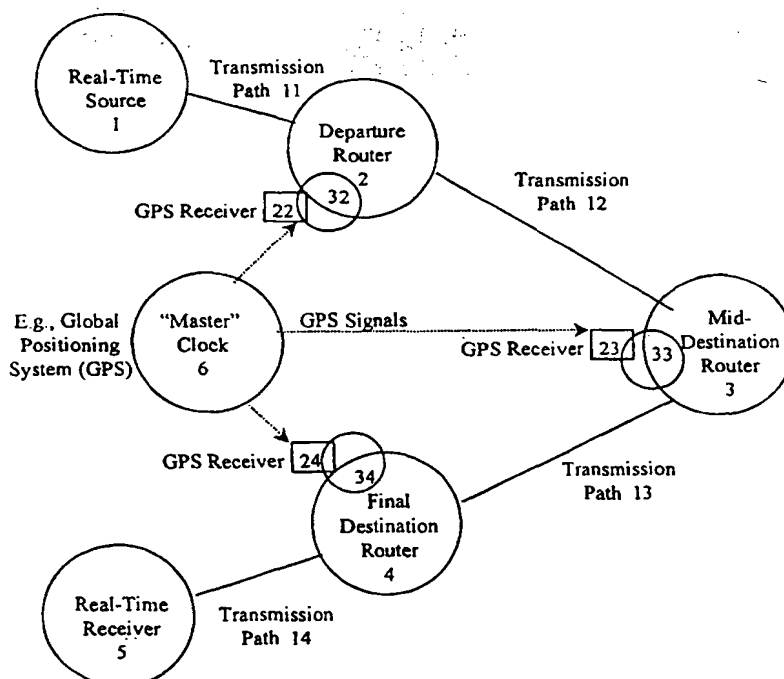 Real-Time
Source
1
Transmission
Path 11
Departure
Router
2
32
GPS Receiver
22
Transmission
Path 12
E.g., Global
Positioning
System (GPS)
"Master"
Clock
6
GPS Signals
GPS Receiver
23
33
Mid-
Destination
Router
3
GPS Receiver
24
34
Final
Destination
Router
4
Transmission
Path 13
Real-Time
Receiver
5
Transmission
Path 14